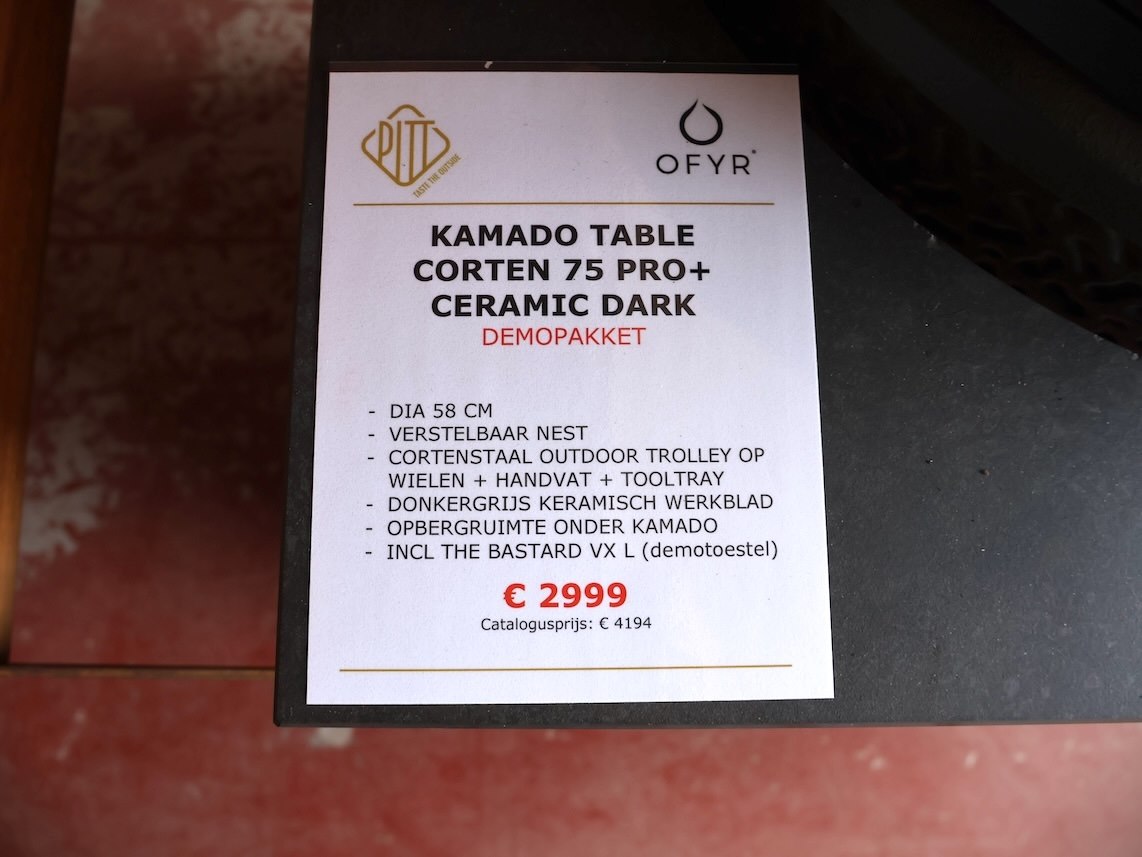 PITT
TASTE THE OUTSIDE
OFYR®
KAMADO TABLE
CORTEN 75 PRO+
CERAMIC DARK
DEMOPAKKET
- DIA 58 CM
- VERSTELBAAR NEST
- CORTENSTAAL OUTDOOR TROLLEY OP
WIELEN + HANDVAT + TOOLTRAY
- DONKERGRIJS KERAMISCH WERKBLAD
- OPBERGRUIMTE ONDER KAMADO
- INCL THE BASTARD VX L (demotoestel)
€ 2999
Catalogusprijs: € 4194